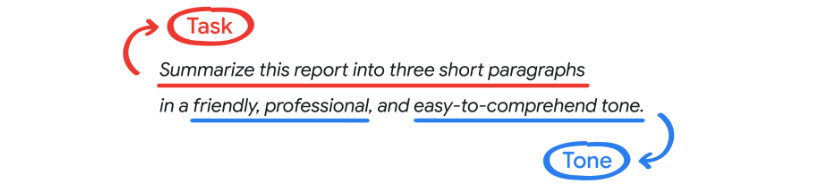 Task
Summarize this report into three short paragraphs
in a friendly, professional, and easy-to-comprehend tone.
Tone